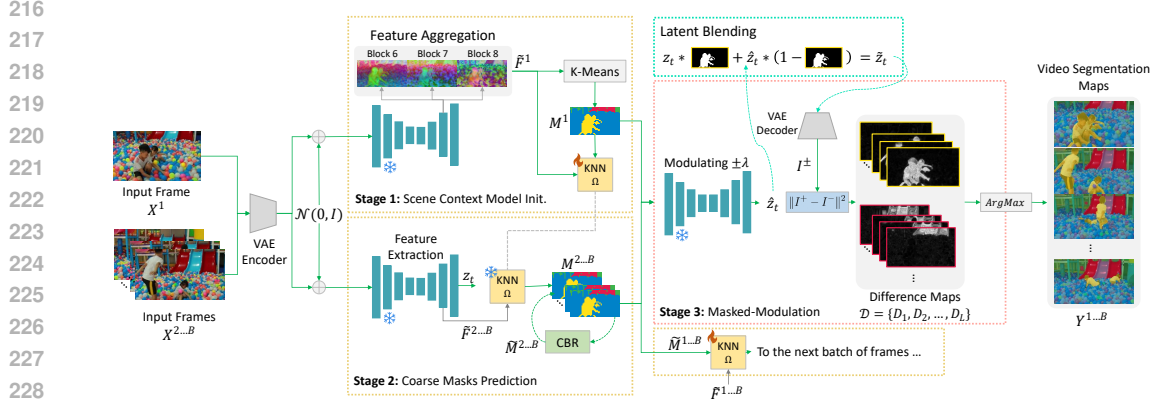 216
217
218
219
220
221
222
223
224
225
226
227
228
Input Frame
X^1
Input Frames
X^{2...B}
VAE
Encoder
𝒩(0, I)
Feature Aggregation
Block 6 Block 7 Block 8
F̃^1
K-Means
M^1
KNN
Ω
Stage 1: Scene Context Model Init.
Feature
Extraction
z_t
F̃^{2...B}
KNN
Ω
M^{2...B}
M̃^{2...B}
CBR
Stage 2: Coarse Masks Prediction
Latent Blending
z_t * + ẑ_t * (1 − ) = z̃_t
VAE
Decoder
I^±
Modulating ±λ
ẑ_t
‖I^+ − I^−‖^2
⋮
Difference Maps
𝒟 = {D_1, D_2, ..., D_L}
Stage 3: Masked-Modulation
ArgMax
Video Segmentation
Maps
⋮
Y^{1...B}
M̃^{1...B}
KNN
Ω
To the next batch of frames ...
F̃^{1...B}